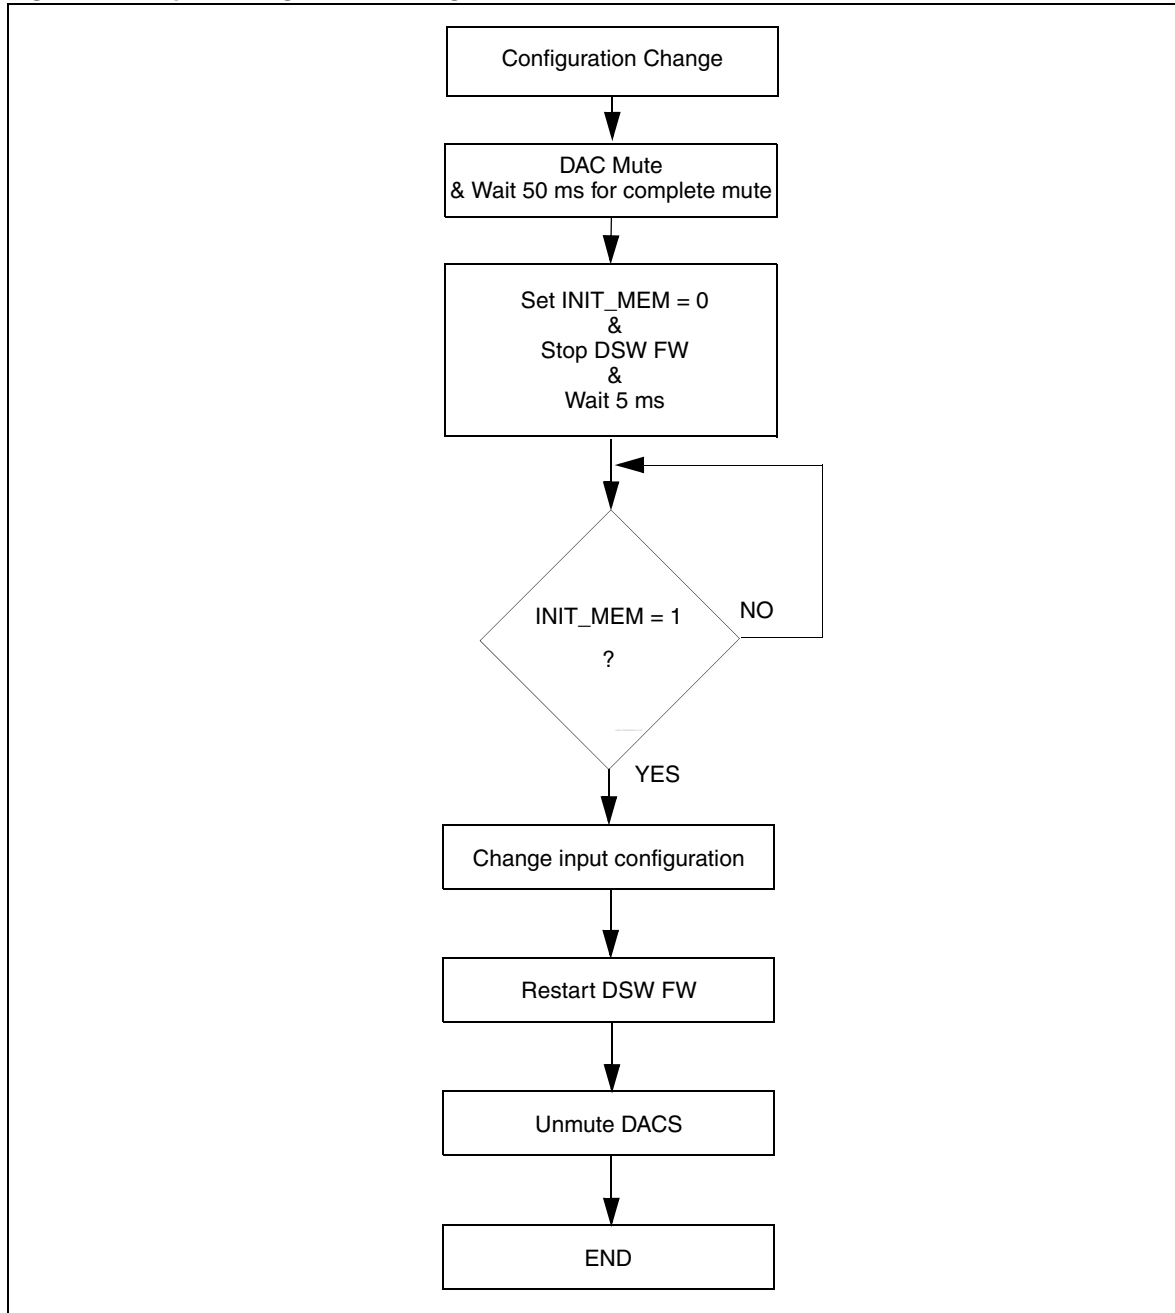 Configuration Change
DAC Mute
& Wait 50 ms for complete mute
Set INIT_MEM = 0
&
Stop DSW FW
&
Wait 5 ms
INIT_MEM = 1
?
NO
YES
Change input configuration
Restart DSW FW
Unmute DACS
END